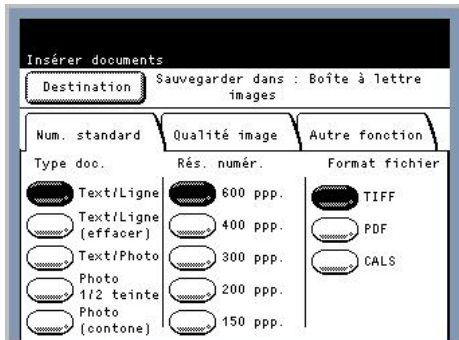 Insérer documents
Destination
Sauvegarder dans : Boîte à lettre
images
Num. standard
Qualité image
Autre fonction
Type doc.
Rés. numér.
Format fichier
Text/Ligne
Text/Ligne
(effacer)
Text/Photo
Photo
1/2 teinte
Photo
(contone)
600 ppp.
400 ppp.
300 ppp.
200 ppp.
150 ppp.
TIFF
PDF
CALS